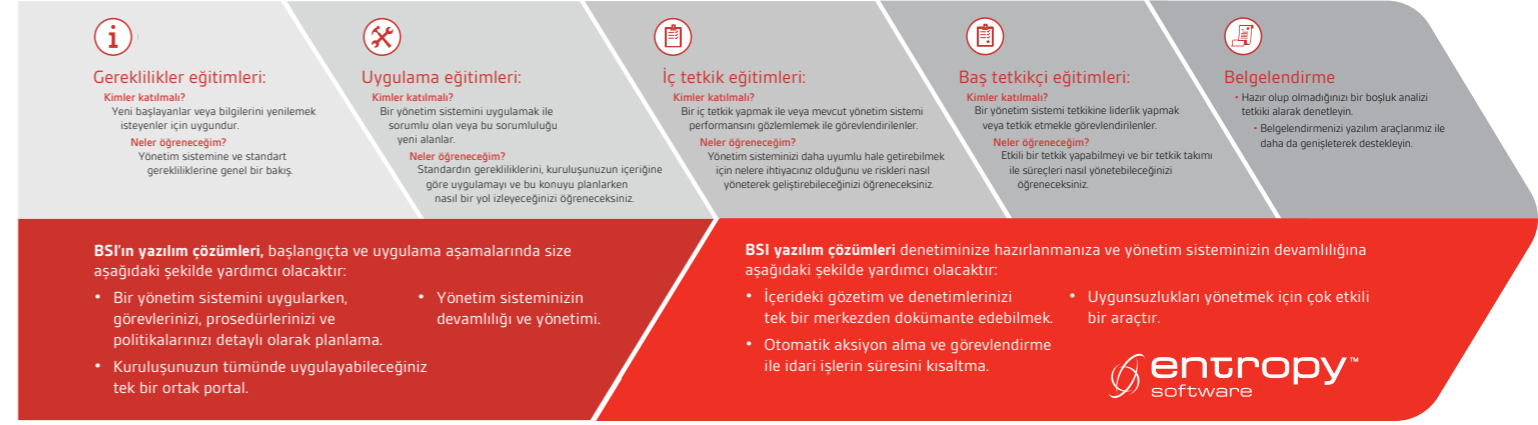 Gereklilikler eğitimleri:
Kimler katılmalı?
Yeni başlayanlar veya bilgilerini yenilemek
isteyenler için uygundur.
Neler öğreneceğim?
Yönetim sistemine ve standart
gerekliliklerine genel bir bakış.
Uygulama eğitimleri:
Kimler katılmalı?
Bir yönetim sistemini uygulamak ile
sorumlu olan veya bu sorumluluğu
yeni alanlar.
Neler öğreneceğim?
Standardın gerekliliklerini, kuruluşunuzun içeriğine
göre uygulamayı ve bu konuyu planlarken
nasıl bir yol izleyeceğinizi öğreneceksiniz.
İç tetkik eğitimleri:
Kimler katılmalı?
Bir iç tetkik yapmak ile veya mevcut yönetim sistemi
performansını gözlemlemek ile görevlendirilenler.
Neler öğreneceğim?
Yönetim sisteminizi daha uyumlu hale getirebilmek
için nelere ihtiyacınız olduğunu ve riskleri nasıl
yöneterek geliştirebileceğinizi öğreneceksiniz.
Baş tetkikçi eğitimleri:
Kimler katılmalı?
Bir yönetim sistemi tetkikine liderlik yapmak
veya tetkik etmekle görevlendirilenler.
Neler öğreneceğim?
Etkili bir tetkik yapabilmeyi ve bir tetkik takımı
ile süreçleri nasıl yönetebileceğinizi
öğreneceksiniz.
Belgelendirme
• Hazır olup olmadığınızı bir boşluk analizi
tetkiki alarak denetleyin.
• Belgelendirmenizi yazılım araçlarımız ile
daha da genişleterek destekleyin.
BSI'ın yazılım çözümleri, başlangıçta ve uygulama aşamalarında size
aşağıdaki şekilde yardımcı olacaktır:
• Bir yönetim sistemini uygularken,
görevlerinizi, prosedürlerinizi ve
politikalarınızı detaylı olarak planlama.
• Kuruluşunuzun tümünde uygulayabileceğiniz
tek bir ortak portal.
• Yönetim sisteminizin
devamlılığı ve yönetimi.
BSI yazılım çözümleri denetiminize hazırlanmanıza ve yönetim sisteminizin devamlılığına
aşağıdaki şekilde yardımcı olacaktır:
• İçerideki gözetim ve denetimlerinizi
tek bir merkezden dokümante edebilmek.
• Otomatik aksiyon alma ve görevlendirme
ile idari işlerin süresini kısaltma.
• Uygunsuzlukları yönetmek için çok etkili
bir araçtır.
entropy™
software